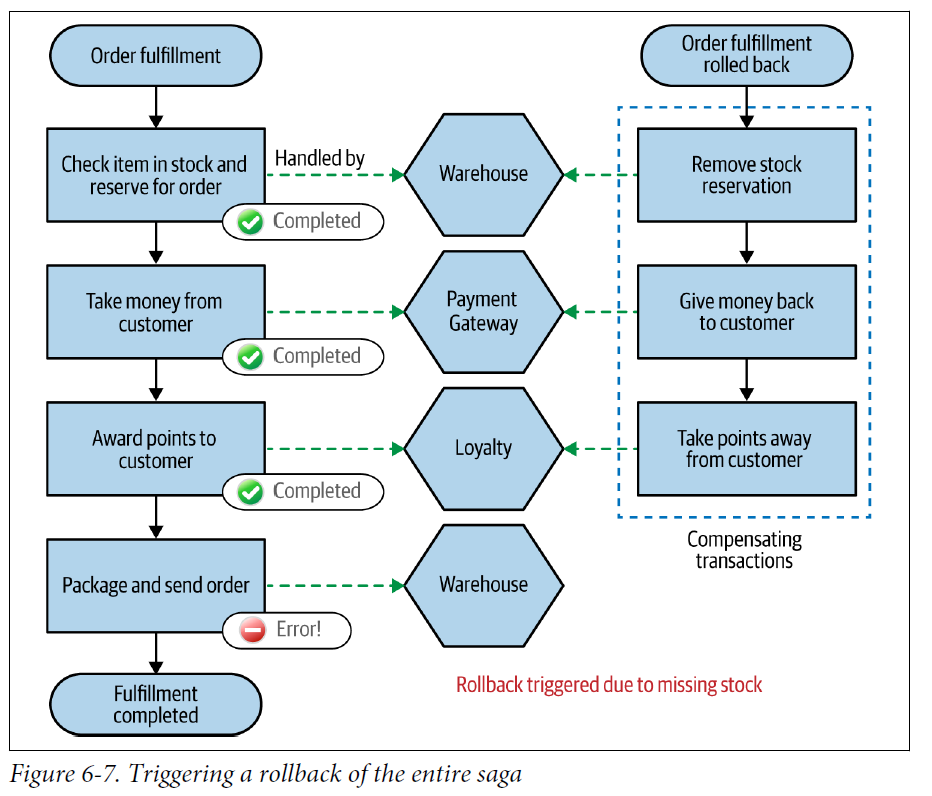 Order fulfillment
Order fulfillment
rolled back
Check item in stock and
reserve for order
Handled by
Warehouse
Remove stock
reservation
Completed
Take money from
customer
Payment
Gateway
Give money back
to customer
Completed
Award points to
customer
Loyalty
Take points away
from customer
Completed
Compensating
transactions
Package and send order
Warehouse
Error!
Rollback triggered due to missing stock
Fulfillment
completed
Figure 6-7. Triggering a rollback of the entire saga